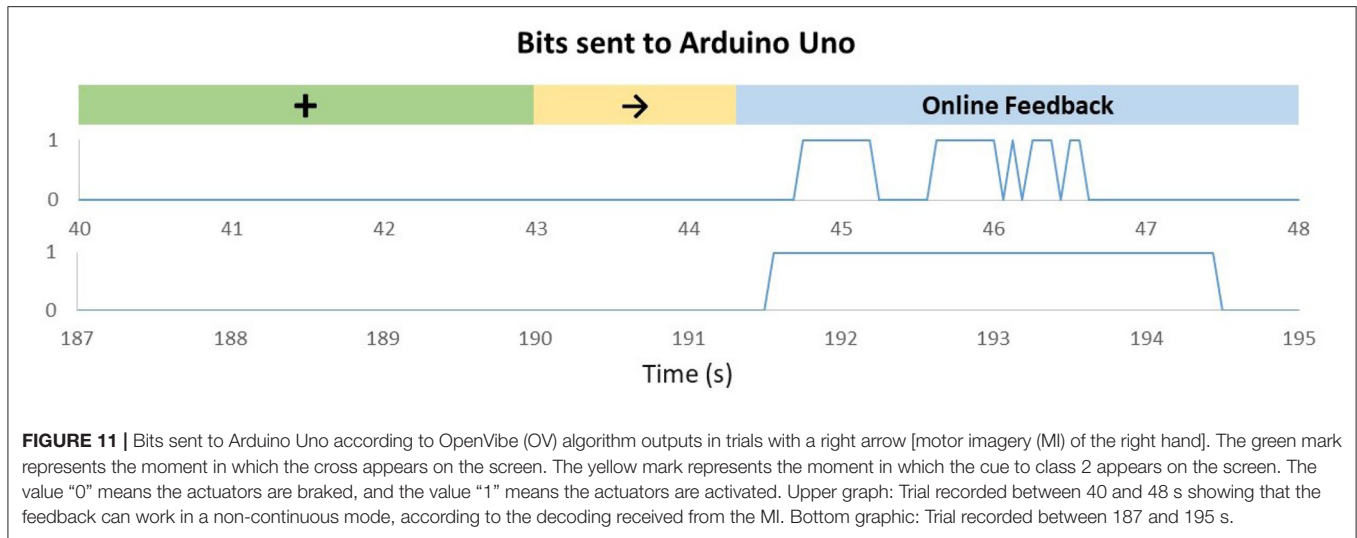 Bits sent to Arduino Uno
+ → Online Feedback
1
0
40 41 42 43 44 45 46 47 48
1
0
187 188 189 190 191 192 193 194 195
Time (s)
FIGURE 11 | Bits sent to Arduino Uno according to OpenVibe (OV) algorithm outputs in trials with a right arrow [motor imagery (MI) of the right hand]. The green mark
represents the moment in which the cross appears on the screen. The yellow mark represents the moment in which the cue to class 2 appears on the screen. The
value “0” means the actuators are braked, and the value “1” means the actuators are activated. Upper graph: Trial recorded between 40 and 48 s showing that the
feedback can work in a non-continuous mode, according to the decoding received from the MI. Bottom graphic: Trial recorded between 187 and 195 s.